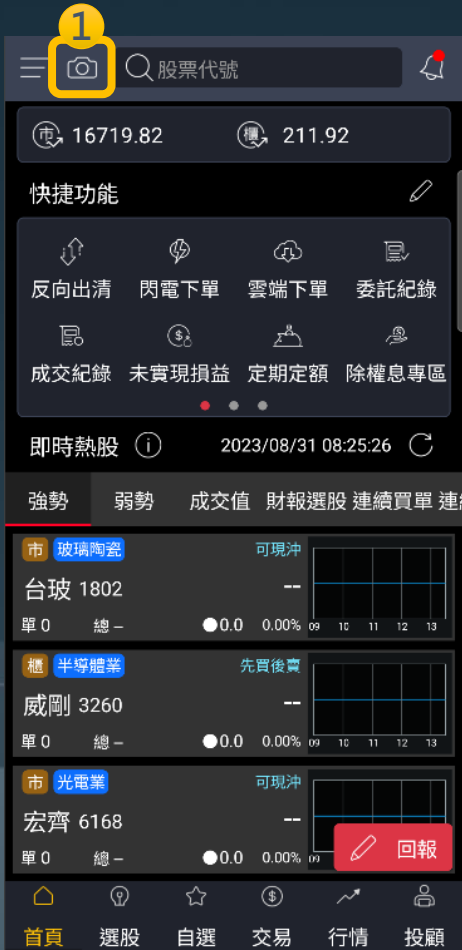 1
股票代號
市 16719.82 櫃 211.92
快捷功能
反向出清 閃電下單 雲端下單 委託紀錄
成交紀錄 未實現損益 定期定額 除權息專區
即時熱股 2023/08/31 08:25:26
強勢 弱勢 成交值 財報選股 連續買單 連
市 玻璃陶瓷 可現沖
台玻 1802 --
單 0 總 – 0.0 0.00% 09 10 11 12 13
櫃 半導體業 先買後賣
威剛 3260 --
單 0 總 – 0.0 0.00% 09 10 11 12 13
市 光電業 可現沖
宏齊 6168 --
單 0 總 – 0.0 0.00% 09
回報
首頁 選股 自選 交易 行情 投顧